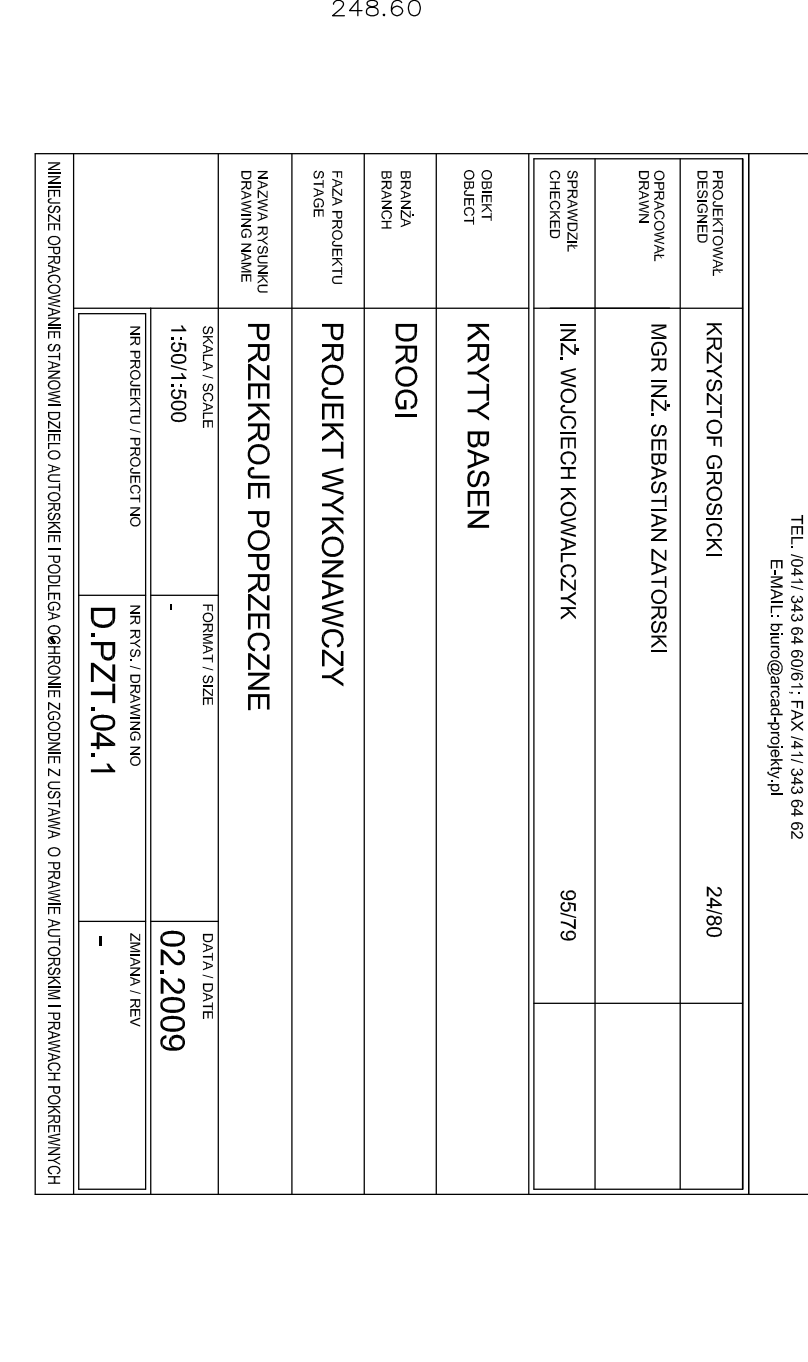 248.60
TEL. /041/ 343 64 60/61; FAX /41/ 343 64 62
E-MAIL: biuro@arcad-projekty.pl
PROJEKTOWAŁ
DESIGNED
KRZYSZTOF GROSICKI
24/80
OPRACOWAŁ
DRAWN
MGR INŻ. SEBASTIAN ZATORSKI
SPRAWDZIŁ
CHECKED
INŻ. WOJCIECH KOWALCZYK
95/79
OBIEKT
OBJECT
KRYTY BASEN
BRANŻA
BRANCH
DROGI
FAZA PROJEKTU
STAGE
PROJEKT WYKONAWCZY
NAZWA RYSUNKU
DRAWING NAME
PRZEKROJE POPRZECZNE
SKALA / SCALE
1:50/1:500
FORMAT / SIZE
-
DATA / DATE
02.2009
NR PROJEKTU / PROJECT NO
NR RYS. / DRAWING NO
D.PZT.04.1
ZMIANA / REV
-
NINIEJSZE OPRACOWANIE STANOWI DZIELO AUTORSKIE I PODLEGA OCHRONIE ZGODNIE Z USTAWA O PRAWIE AUTORSKIM I PRAWACH POKREWNYCH